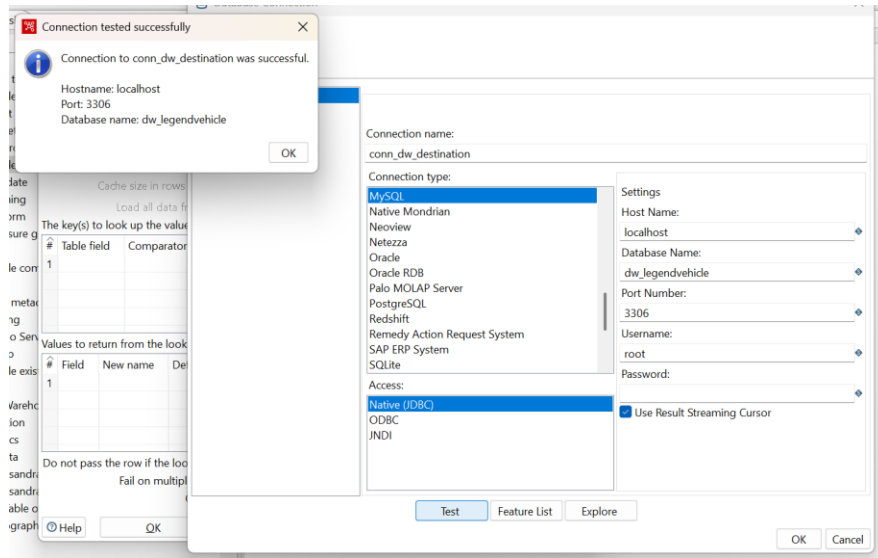 Connection tested successfully
Connection to conn_dw_destination was successful.
Hostname: localhost
Port: 3306
Database name: dw_legendvehicle
OK
Connection name:
conn_dw_destination
Connection type:
MySQL
Native Mondrian
Neoview
Netezza
Oracle
Oracle RDB
Palo MOLAP Server
PostgreSQL
Redshift
Remedy Action Request System
SAP ERP System
SQLite
Access:
Native (JDBC)
ODBC
JNDI
Settings
Host Name:
localhost
Database Name:
dw_legendvehicle
Port Number:
3306
Username:
root
Password:
Use Result Streaming Cursor
Test Feature List Explore
OK Cancel
Cache size in rows
Load all data
The key(s) to look up the value
# Table field Comparator
1
Values to return from the look
# Field New name
1
Do not pass the row if the
Fail on
Help OK